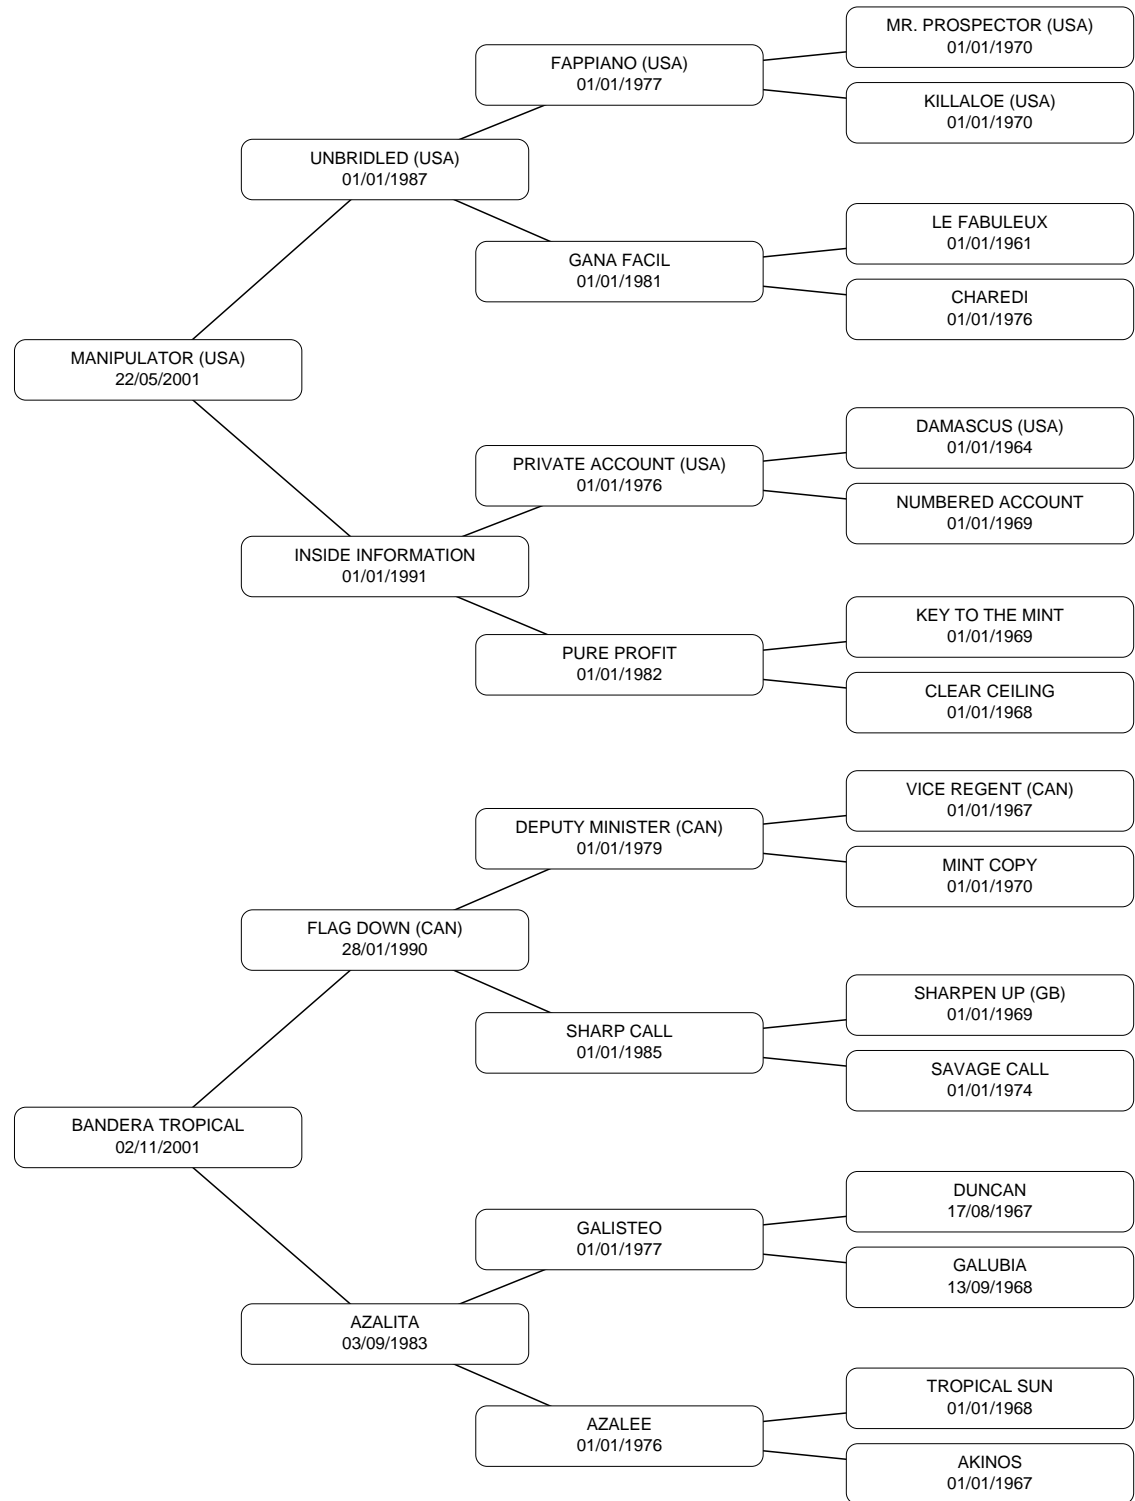 MR. PROSPECTOR (USA)
01/01/1970
FAPPIANO (USA)
01/01/1977
KILLALOE (USA)
01/01/1970
UNBRIDLED (USA)
01/01/1987
LE FABULEUX
01/01/1961
GANA FACIL
01/01/1981
CHAREDI
01/01/1976
MANIPULATOR (USA)
22/05/2001
DAMASCUS (USA)
01/01/1964
PRIVATE ACCOUNT (USA)
01/01/1976
NUMBERED ACCOUNT
01/01/1969
INSIDE INFORMATION
01/01/1991
KEY TO THE MINT
01/01/1969
PURE PROFIT
01/01/1982
CLEAR CEILING
01/01/1968
VICE REGENT (CAN)
01/01/1967
DEPUTY MINISTER (CAN)
01/01/1979
MINT COPY
01/01/1970
FLAG DOWN (CAN)
28/01/1990
SHARPEN UP (GB)
01/01/1969
SHARP CALL
01/01/1985
SAVAGE CALL
01/01/1974
BANDERA TROPICAL
02/11/2001
DUNCAN
17/08/1967
GALISTEO
01/01/1977
GALUBIA
13/09/1968
AZALITA
03/09/1983
TROPICAL SUN
01/01/1968
AZALEE
01/01/1976
AKINOS
01/01/1967